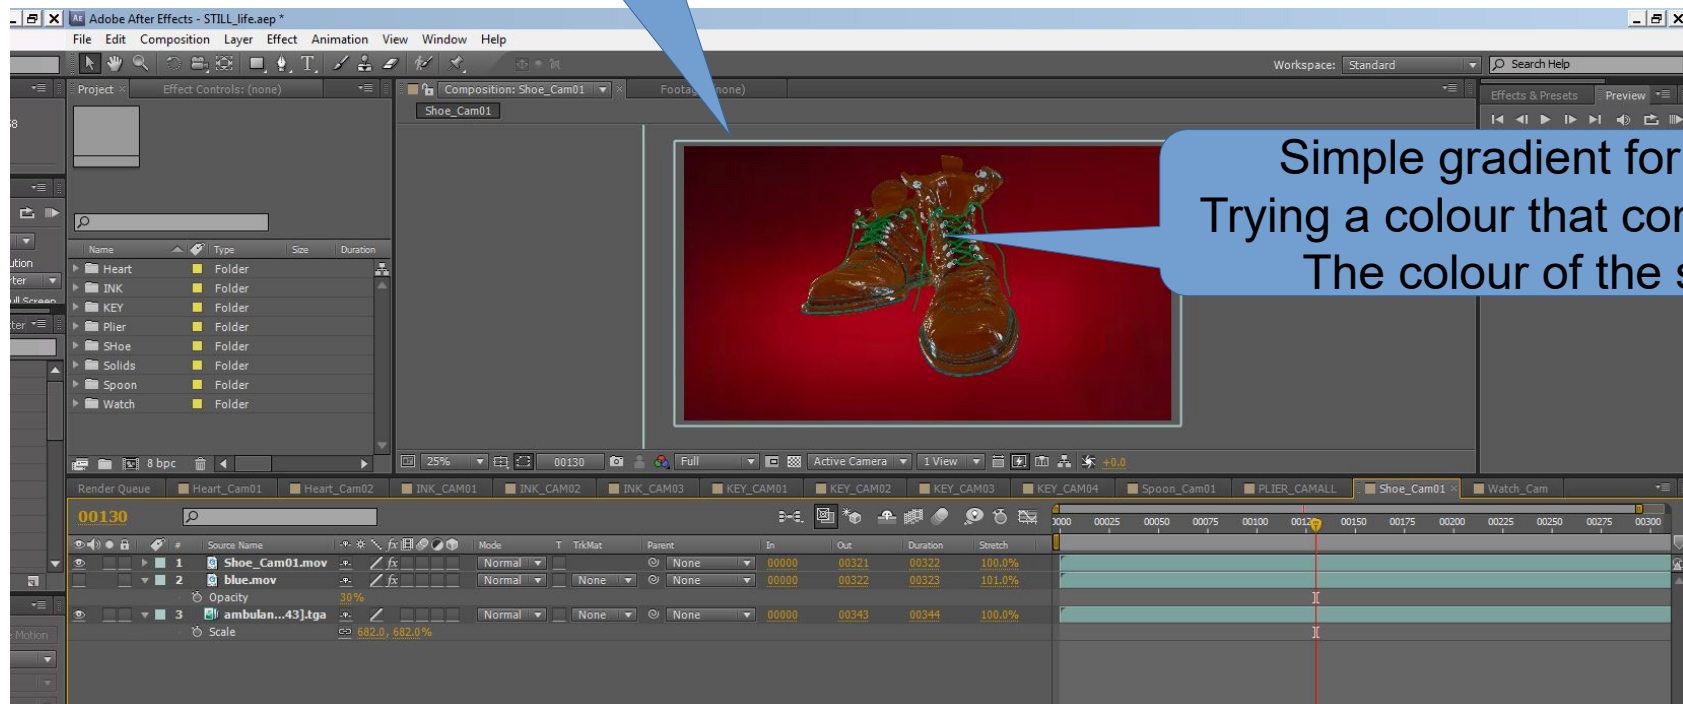 Adobe After Effects - STILL_life.aep *
File Edit Composition Layer Effect Animation View Window Help
Workspace: Standard Search Help
Project Effect Controls: (none) Composition: Shoe_Cam01 Effects & Presets Preview
Shoe_Cam01
Simple gradient for
Trying a colour that
The colour of the
Name Type Size Duration
Heart Folder
INK Folder
KEY Folder
Plier Folder
SHoe Folder
Solids Folder
Spoon Folder
Watch Folder
8 bpc 25% 00130 Full Active Camera 1 View +0.0
Render Queue Heart_Cam01 Heart_Cam02 INK_CAM01 INK_CAM02 INK_CAM03 KEY_CAM01 KEY_CAM02 KEY_CAM03 KEY_CAM04 Spoon_Cam01 PLIER_CAMALL Shoe_Cam01 Watch_Cam
00130 00025 00050 00075 00100 00150 00175 00200 00225 00250 00275 00300
# Source Name fx Mode T TrkMat Parent In Out Duration Stretch
1 Shoe_Cam01.mov fx Normal None 00000 00321 00322 100.0%
2 blue.mov fx Normal None None 00000 00322 00323 101.0%
Opacity 30%
3 ambulan...43].tga Normal None None 00000 00343 00344 100.0%
Scale 682.0, 682.0%